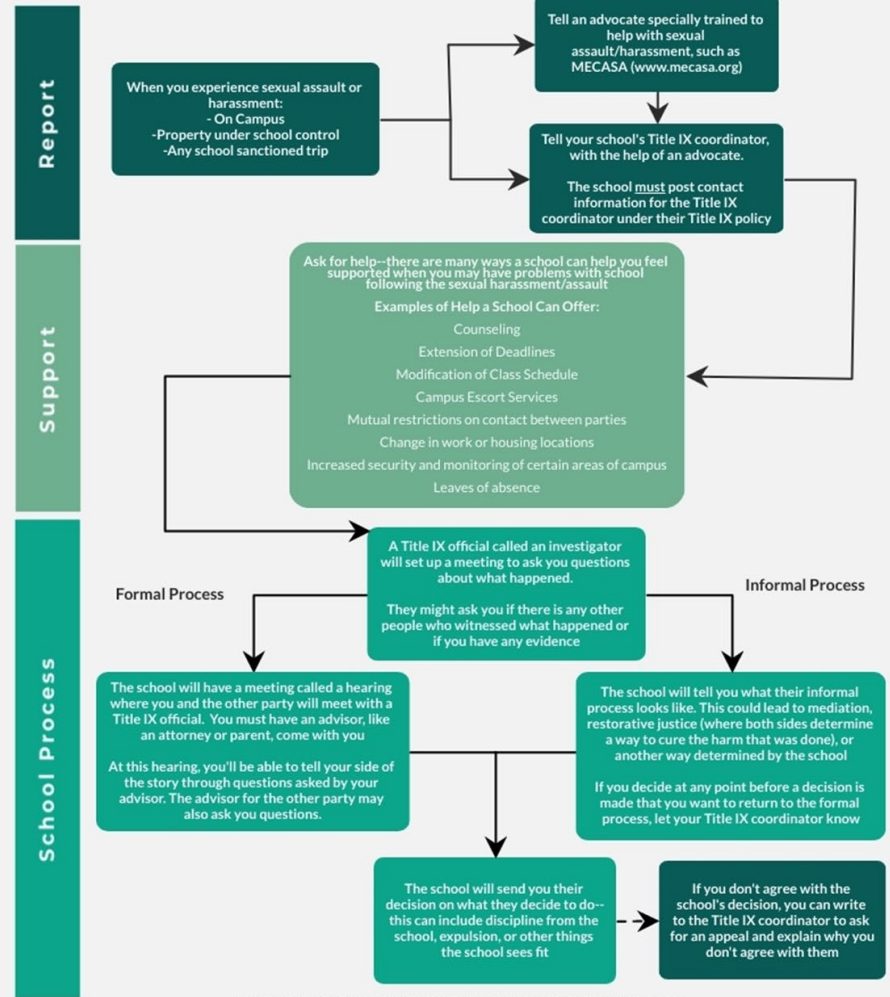 Report
When you experience sexual assault or
harassment:
- On Campus
-Property under school control
-Any school sanctioned trip
Tell an advocate specially trained to
help with sexual
assault/harassment, such as
MECASA (www.mecasa.org)
Tell your school's Title IX coordinator,
with the help of an advocate.
The school must post contact
information for the Title IX
coordinator under their Title IX policy
Support
Ask for help--there are many ways a school can help you feel
supported when you may have problems with school
following the sexual harassment/assault
Examples of Help a School Can Offer:
Counseling
Extension of Deadlines
Modification of Class Schedule
Campus Escort Services
Mutual restrictions on contact between parties
Change in work or housing locations
Increased security and monitoring of certain areas of campus
Leaves of absence
School Process
A Title IX official called an investigator
will set up a meeting to ask you questions
about what happened.
They might ask you if there is any other
people who witnessed what happened or
if you have any evidence
Formal Process
Informal Process
The school will have a meeting called a hearing
where you and the other party will meet with a
Title IX official. You must have an advisor, like
an attorney or parent, come with you
At this hearing, you'll be able to tell your side of
the story through questions asked by your
advisor. The advisor for the other party may
also ask you questions.
The school will tell you what their informal
process looks like. This could lead to mediation,
restorative justice (where both sides determine
a way to cure the harm that was done), or
another way determined by the school
If you decide at any point before a decision is
made that you want to return to the formal
process, let your Title IX coordinator know
The school will send you their
decision on what they decide to do--
this can include discipline from the
school, expulsion, or other things
the school sees fit
If you don't agree with the
school's decision, you can write
to the Title IX coordinator to ask
for an appeal and explain why you
don't agree with them